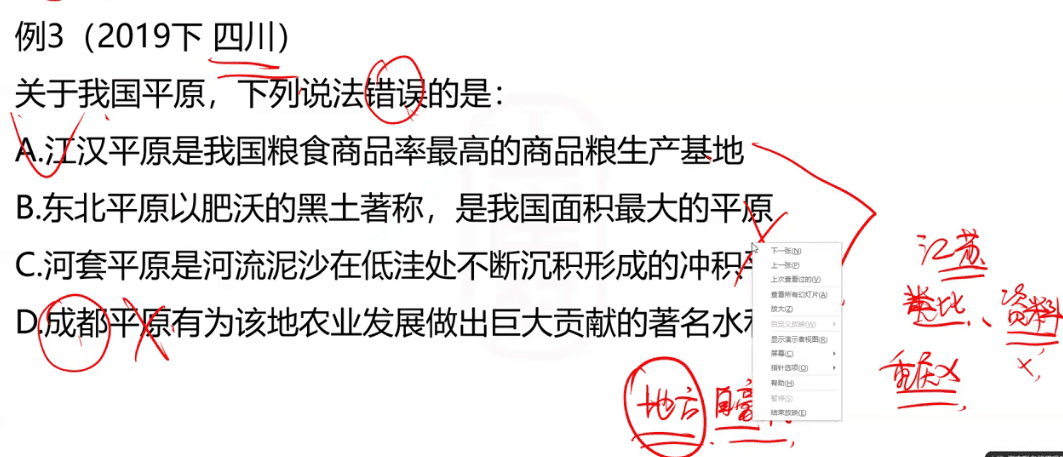 例3（2019下 四川）
关于我国平原，下列说法错误的是：
A.江汉平原是我国粮食商品率最高的商品粮生产基地
B.东北平原以肥沃的黑土著称，是我国面积最大的平原
C.河套平原是河流泥沙在低洼处不断沉积形成的冲积
D.成都平原有为该地农业发展做出巨大贡献的著名水
下一张(N)
上一张(P)
上次查看过的(V)
查看所有幻灯片(A)
放大(Z)
自定义放映(W)
显示演示者视图(R)
屏幕(C)
指针选项(O)
帮助(H)
暂停(S)
结束放映(E)
江苏
类比、资料
重庆
地方